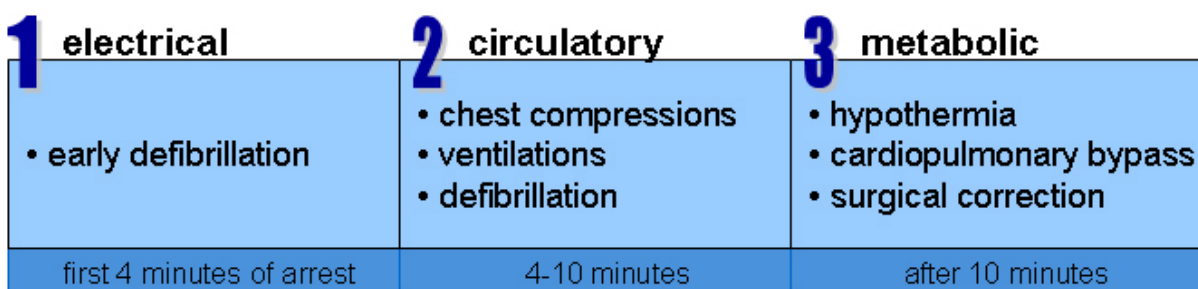 1 electrical
• early defibrillation
first 4 minutes of arrest
2 circulatory
• chest compressions
• ventilations
• defibrillation
4-10 minutes
3 metabolic
• hypothermia
• cardiopulmonary bypass
• surgical correction
after 10 minutes